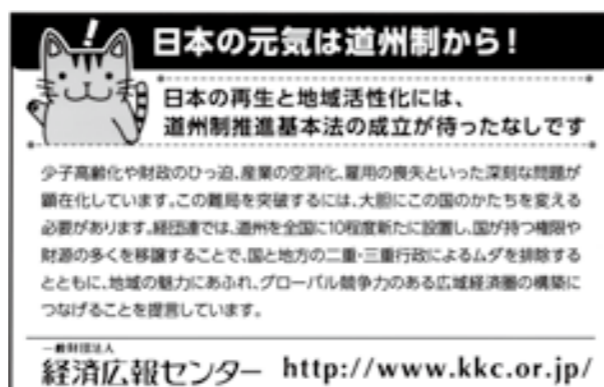 !
日本の元気は道州制から!
日本の再生と地域活性化には、
道州制推進基本法の成立が待ったなしです
少子高齢化や財政のひっ迫、産業の空洞化、雇用の喪失といった深刻な問題が
顕在化しています。この難局を突破するには、大胆にこの国のかたちを変える
必要があります。経団連では、道州を全国に10程度新たに設置し、国が持つ権限や
財源の多くを移譲することで、国と地方の二重・三重行政によるムダを排除する
とともに、地域の魅力にあふれ、グローバル競争力のある広域経済圏の構築に
つなげることを提言しています。
一般財団法人
経済広報センター http://www.kkc.or.jp/